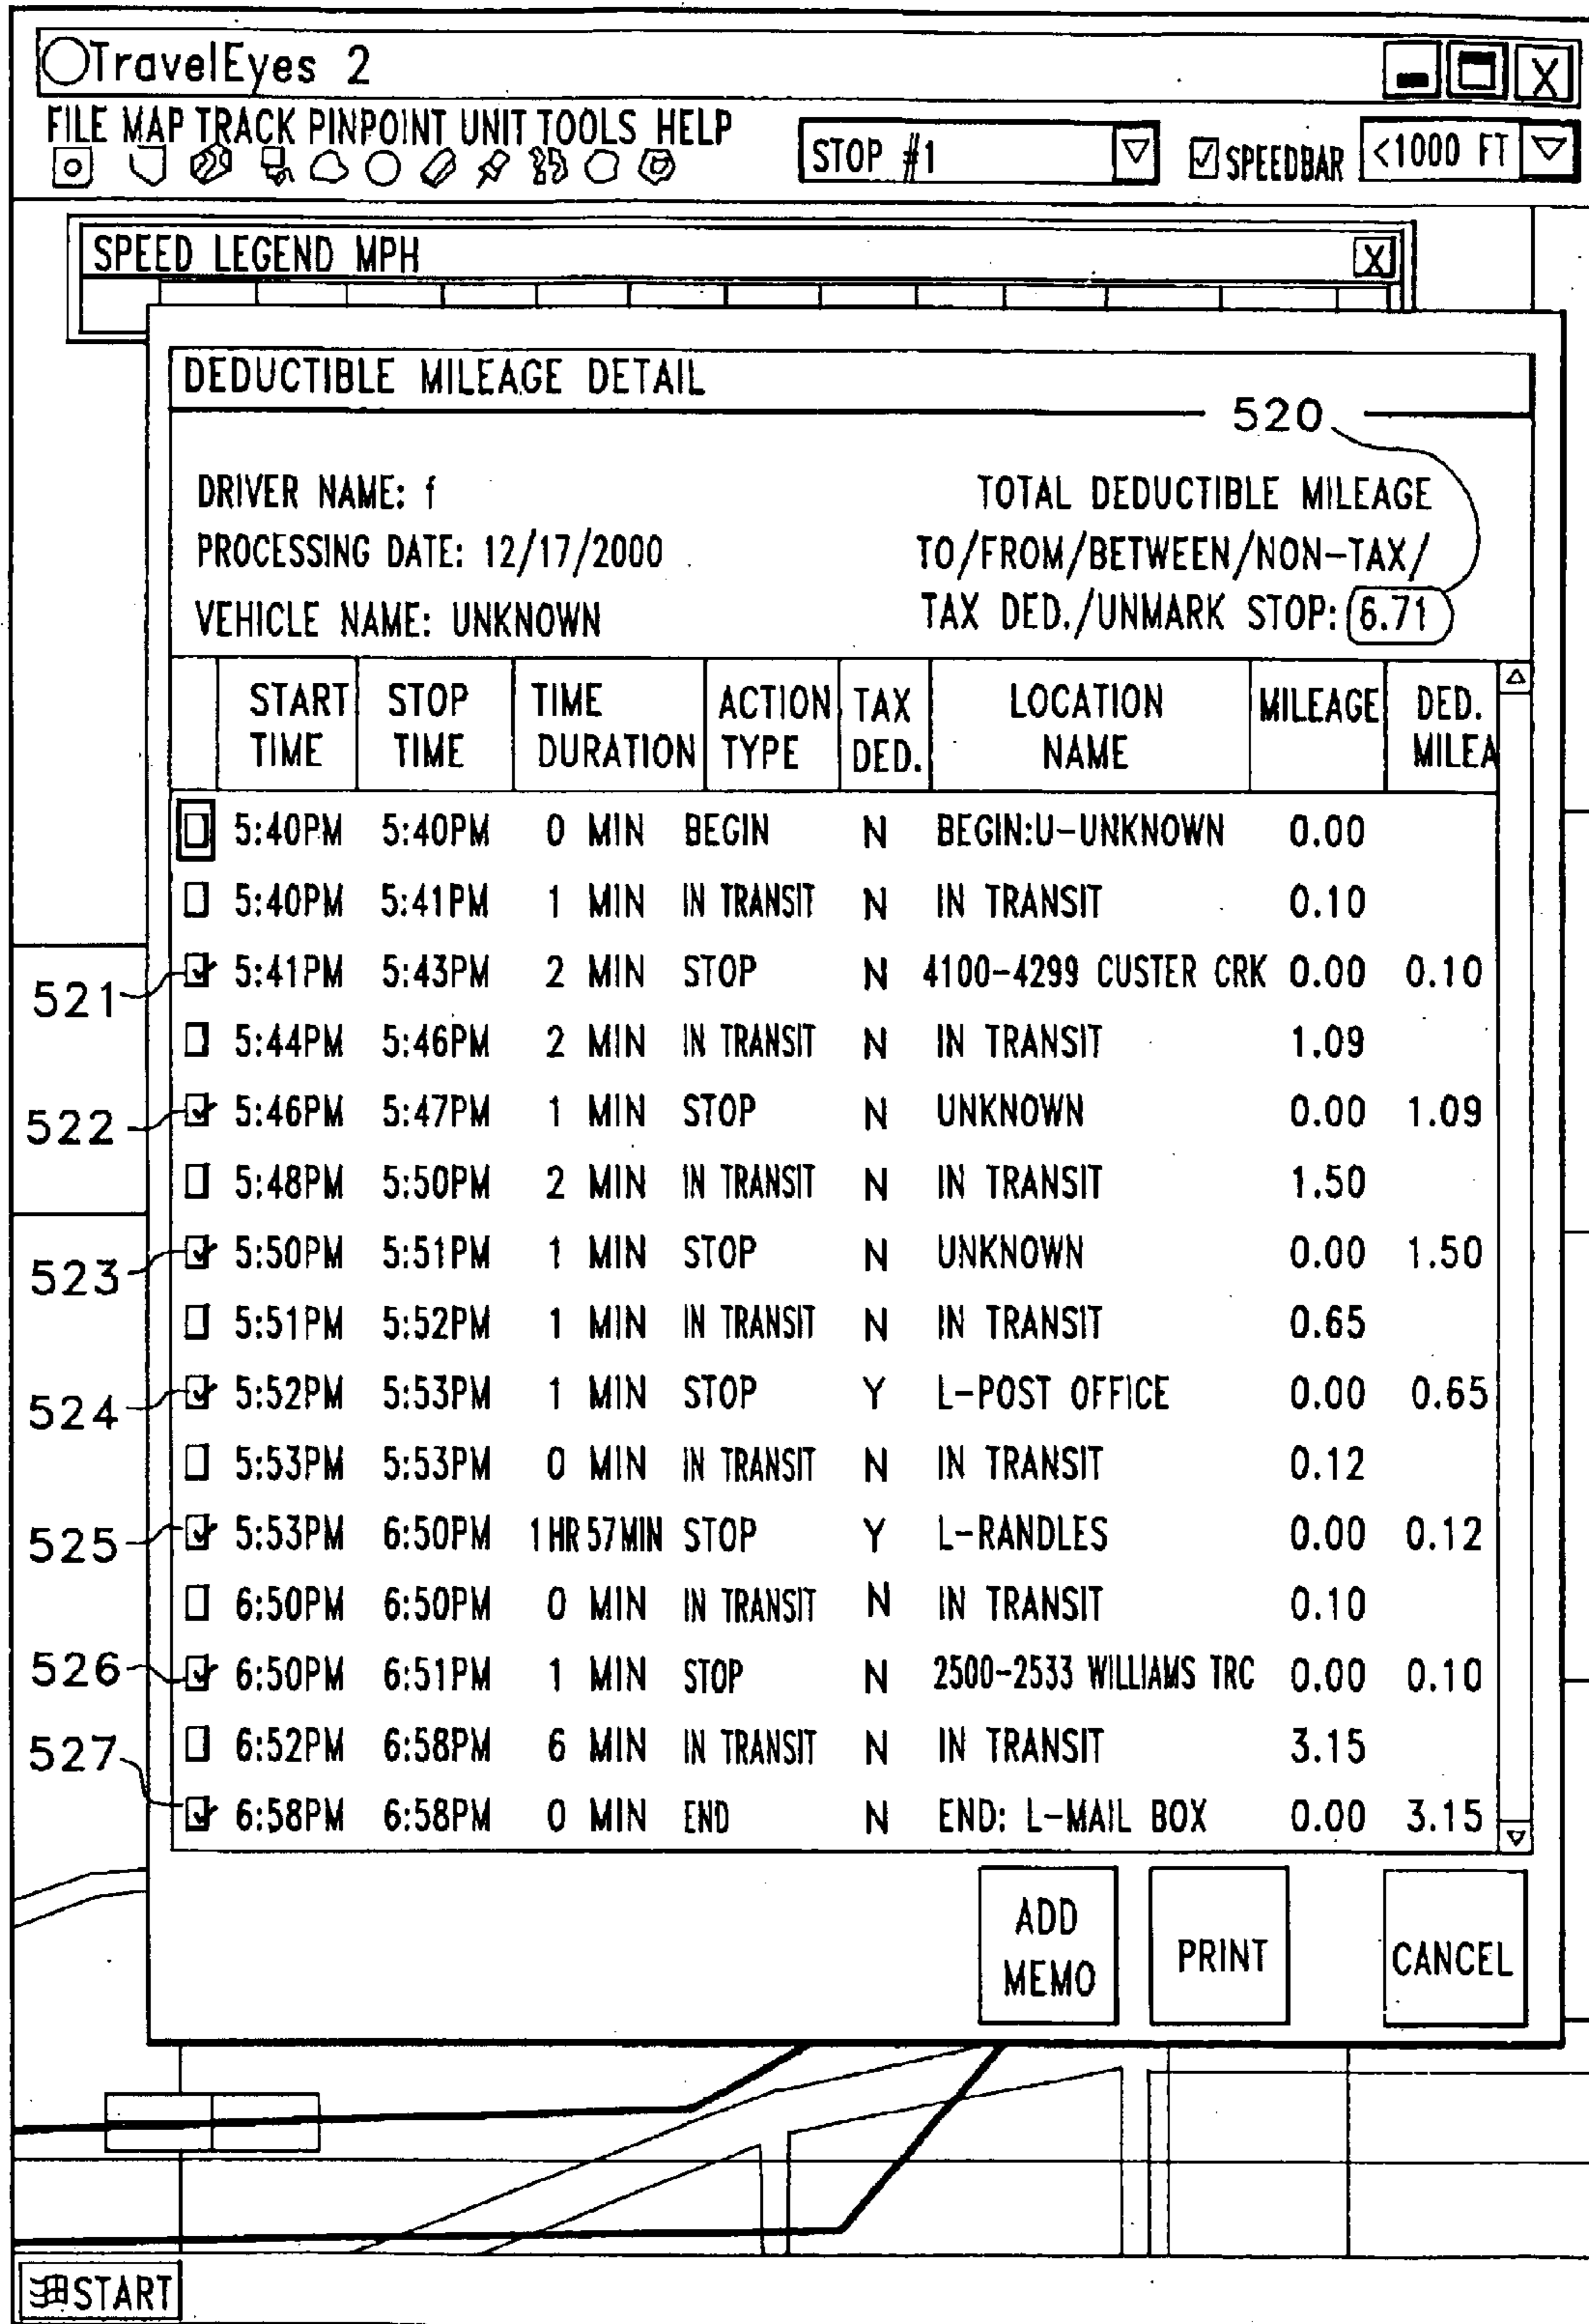 TravelEyes 2
FILE MAP TRACK PINPOINT UNIT TOOLS HELP
STOP #1 SPEEDBAR <1000 FT
SPEED LEGEND MPH X
DEDUCTIBLE MILEAGE DETAIL
520
DRIVER NAME: f TOTAL DEDUCTIBLE MILEAGE
PROCESSING DATE: 12/17/2000 TO/FROM/BETWEEN/NON-TAX/
VEHICLE NAME: UNKNOWN TAX DED./UNMARK STOP: 6.71
START STOP TIME ACTION TAX LOCATION MILEAGE DED.
TIME TIME DURATION TYPE DED. NAME MILEA
5:40PM 5:40PM 0 MIN BEGIN N BEGIN:U-UNKNOWN 0.00
5:40PM 5:41PM 1 MIN IN TRANSIT N IN TRANSIT 0.10
521 5:41PM 5:43PM 2 MIN STOP N 4100-4299 CUSTER CRK 0.00 0.10
5:44PM 5:46PM 2 MIN IN TRANSIT N IN TRANSIT 1.09
522 5:46PM 5:47PM 1 MIN STOP N UNKNOWN 0.00 1.09
5:48PM 5:50PM 2 MIN IN TRANSIT N IN TRANSIT 1.50
523 5:50PM 5:51PM 1 MIN STOP N UNKNOWN 0.00 1.50
5:51PM 5:52PM 1 MIN IN TRANSIT N IN TRANSIT 0.65
524 5:52PM 5:53PM 1 MIN STOP Y L-POST OFFICE 0.00 0.65
5:53PM 5:53PM 0 MIN IN TRANSIT N IN TRANSIT 0.12
525 5:53PM 6:50PM 1 HR 57 MIN STOP Y L-RANDLES 0.00 0.12
6:50PM 6:50PM 0 MIN IN TRANSIT N IN TRANSIT 0.10
526 6:50PM 6:51PM 1 MIN STOP N 2500-2533 WILLIAMS TRC 0.00 0.10
6:52PM 6:58PM 6 MIN IN TRANSIT N IN TRANSIT 3.15
527 6:58PM 6:58PM 0 MIN END N END: L-MAIL BOX 0.00 3.15
ADD
MEMO PRINT CANCEL
START